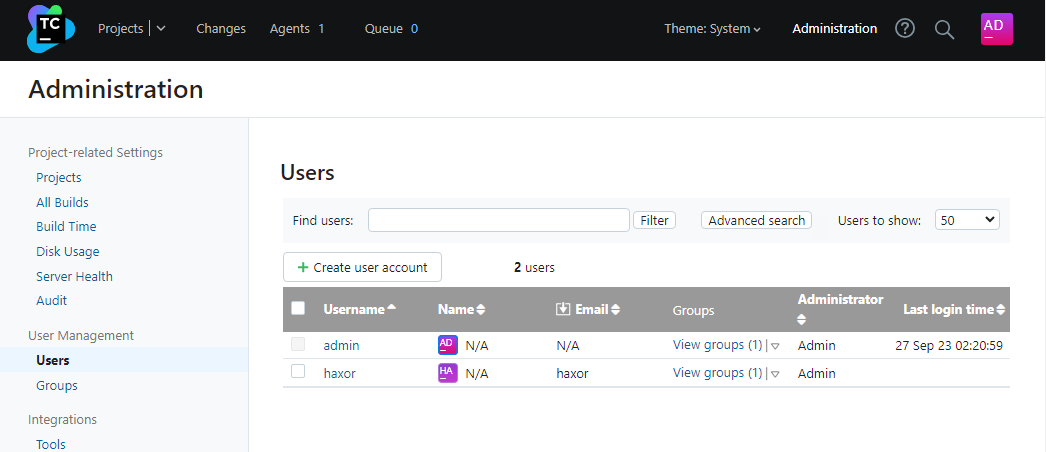 TC Projects Changes Agents 1 Queue 0 Theme: System Administration AD
Administration
Project-related Settings
Projects
All Builds
Build Time
Disk Usage
Server Health
Audit
User Management
Users
Groups
Integrations
Tools
Users
Find users: Filter Advanced search Users to show: 50
+ Create user account 2 users
Username Name Email Groups Administrator Last login time
admin AD N/A N/A View groups (1) Admin 27 Sep 23 02:20:59
haxor HA N/A haxor View groups (1) Admin